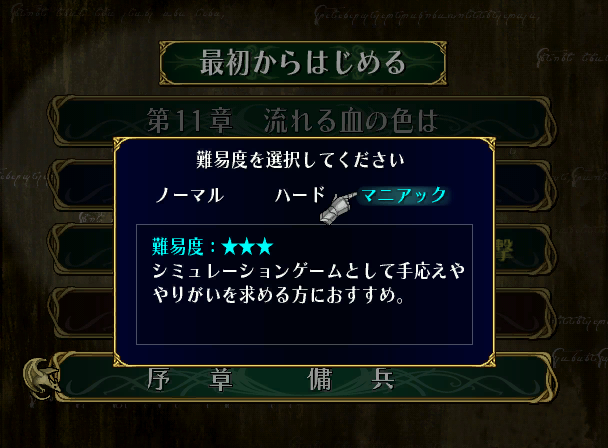 最初からはじめる
第11章 流れる血の色は
難易度を選択してください
ノーマル ハード マニアック
難易度：★★★
シミュレーションゲームとして手応えや
やりがいを求める方におすすめ。
撃
序 章 傭 兵